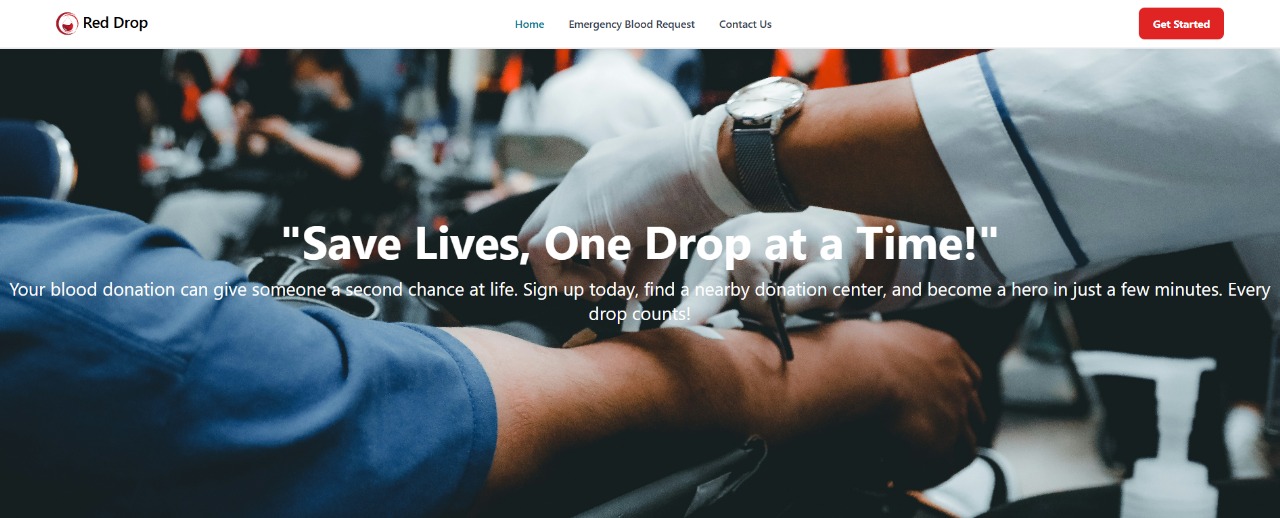 Red Drop
Home
Emergency Blood Request
Contact Us
Get Started
"Save Lives, One Drop at a Time!"
Your blood donation can give someone a second chance at life. Sign up today, find a nearby donation center, and become a hero in just a few minutes. Every
drop counts!